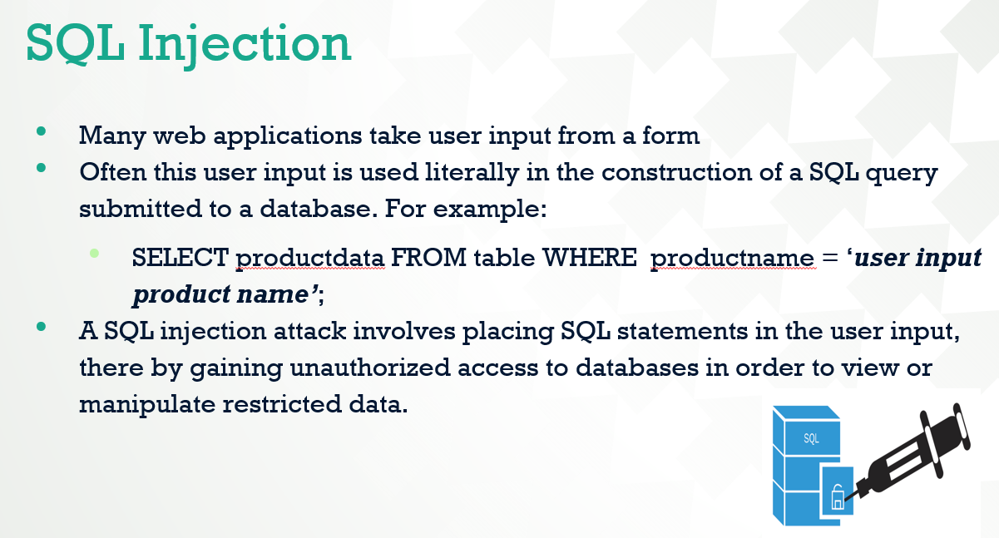 SQL Injection
Many web applications take user input from a form
Often this user input is used literally in the construction of a SQL query
submitted to a database. For example:
SELECT productdata FROM table WHERE  productname = ‘user input
product name’;
A SQL injection attack involves placing SQL statements in the user input,
there by gaining unauthorized access to databases in order to view or
manipulate restricted data.
SQL